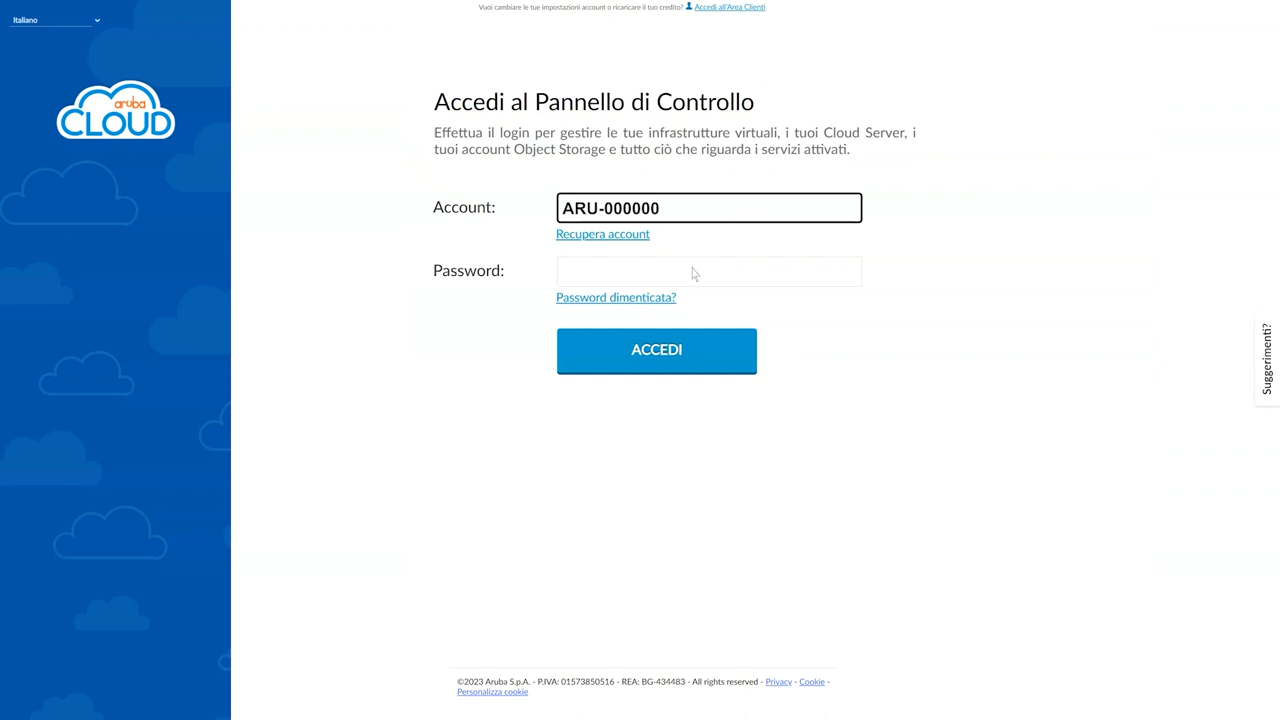 Italiano
Vuoi cambiare le tue impostazioni account o ricaricare il tuo credito? Accedi all'Area Clienti
aruba
CLOUD
Accedi al Pannello di Controllo
Effettua il login per gestire le tue infrastrutture virtuali, i tuoi Cloud Server, i
tuoi account Object Storage e tutto ciò che riguarda i servizi attivati.
Account: ARU-000000
Recupera account
Password:
Password dimenticata?
ACCEDI
Suggerimenti?
©2023 Aruba S.p.A. - P.IVA: 01573850516 - REA: BG-434483 - All rights reserved - Privacy - Cookie -
Personalizza cookie